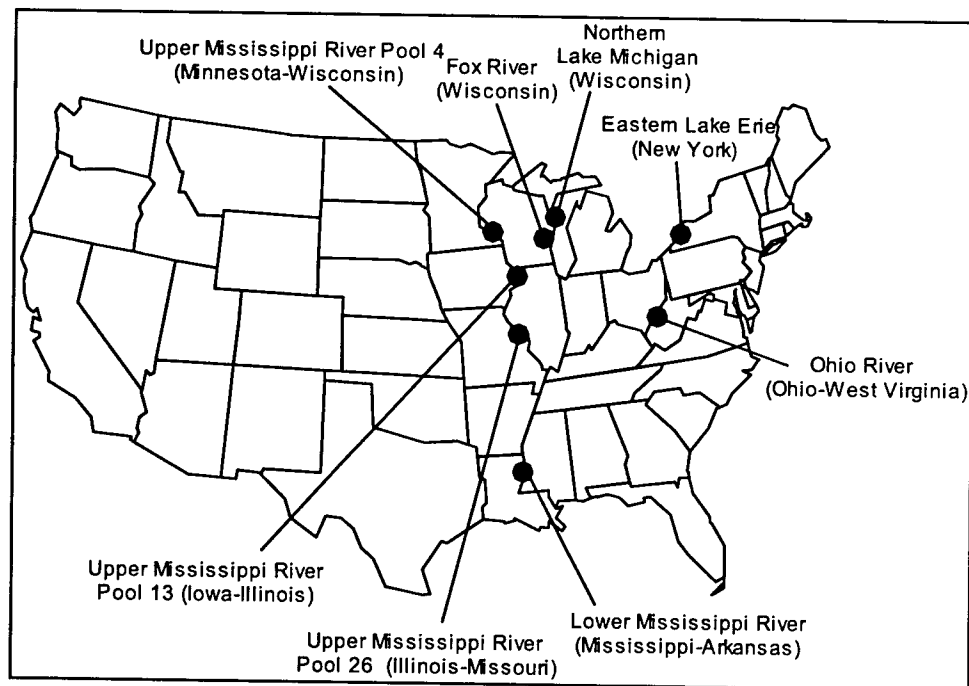 Upper Mississippi River Pool 4
(Minnesota-Wisconsin)
Fox River
(Wisconsin)
Northern
Lake Michigan
(Wisconsin)
Eastern Lake Erie
(New York)
Ohio River
(Ohio-West Virginia)
Upper Mississippi River
Pool 13 (Iowa-Illinois)
Upper Mississippi River
Pool 26 (Illinois-Missouri)
Lower Mississippi River
(Mississippi-Arkansas)